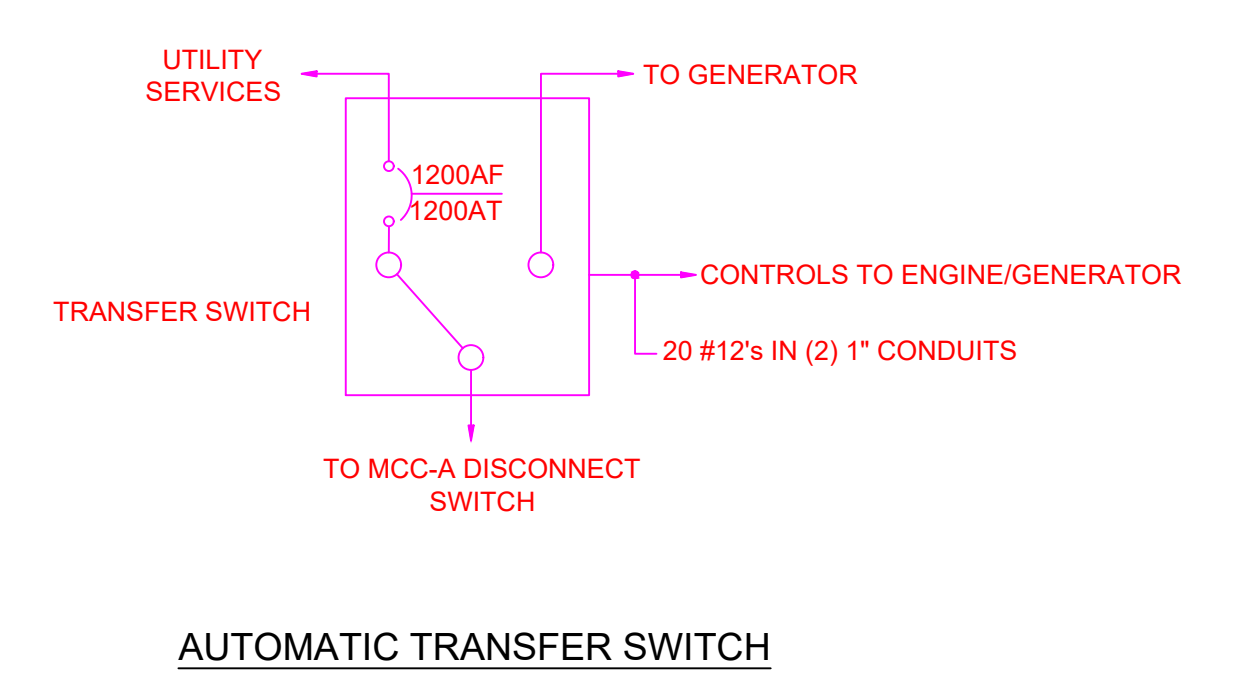 UTILITY
SERVICES
TO GENERATOR
1200AF
1200AT
CONTROLS TO ENGINE/GENERATOR
TRANSFER SWITCH
20 #12's IN (2) 1" CONDUITS
TO MCC-A DISCONNECT
SWITCH
AUTOMATIC TRANSFER SWITCH